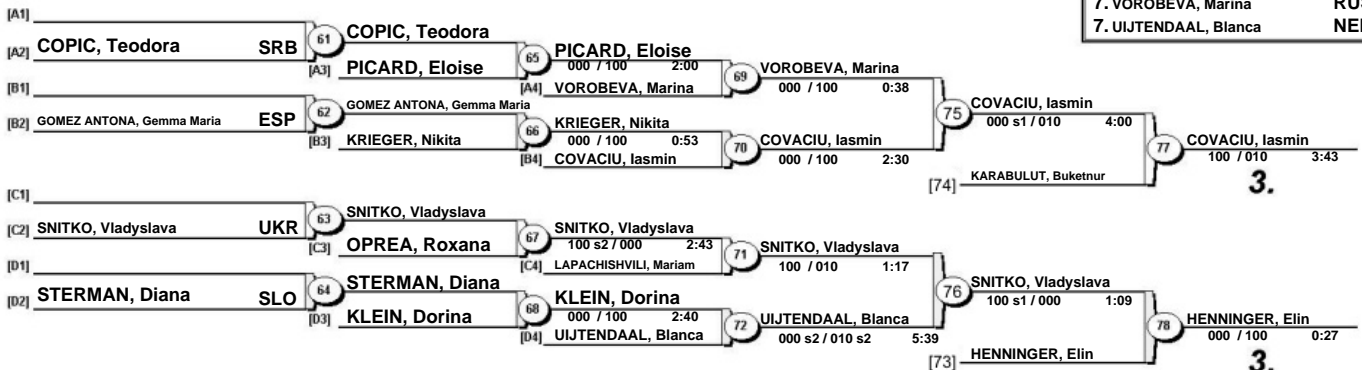 7. VOROBEVA, Marina
7. UIJTENDAAL, Blanca
[A1]
[A2] COPIC, Teodora SRB
61
COPIC, Teodora
[A3] PICARD, Eloise
65
PICARD, Eloise
000 / 100 2:00
[A4] VOROBEVA, Marina
69
VOROBEVA, Marina
000 / 100 0:38
[B1]
[B2] GOMEZ ANTONA, Gemma Maria ESP
62
GOMEZ ANTONA, Gemma Maria
[B3] KRIEGER, Nikita
66
KRIEGER, Nikita
000 / 100 0:53
[B4] COVACIU, Iasmin
70
COVACIU, Iasmin
000 / 100 2:30
75
COVACIU, Iasmin
000 s1 / 010 4:00
[74] KARABULUT, Buketnur
77
COVACIU, Iasmin
100 / 010 3:43
3.
[C1]
[C2] SNITKO, Vladyslava UKR
63
SNITKO, Vladyslava
[C3] OPREA, Roxana
67
SNITKO, Vladyslava
100 s2 / 000 2:43
[C4] LAPACHISHVILI, Mariam
71
SNITKO, Vladyslava
100 / 010 1:17
[D1]
[D2] STERMAN, Diana SLO
64
STERMAN, Diana
[D3] KLEIN, Dorina
68
KLEIN, Dorina
000 / 100 2:40
[D4] UIJTENDAAL, Blanca
72
UIJTENDAAL, Blanca
000 s2 / 010 s2 5:39
76
SNITKO, Vladyslava
100 s1 / 000 1:09
[73] HENNINGER, Elin
78
HENNINGER, Elin
000 / 100 0:27
3.